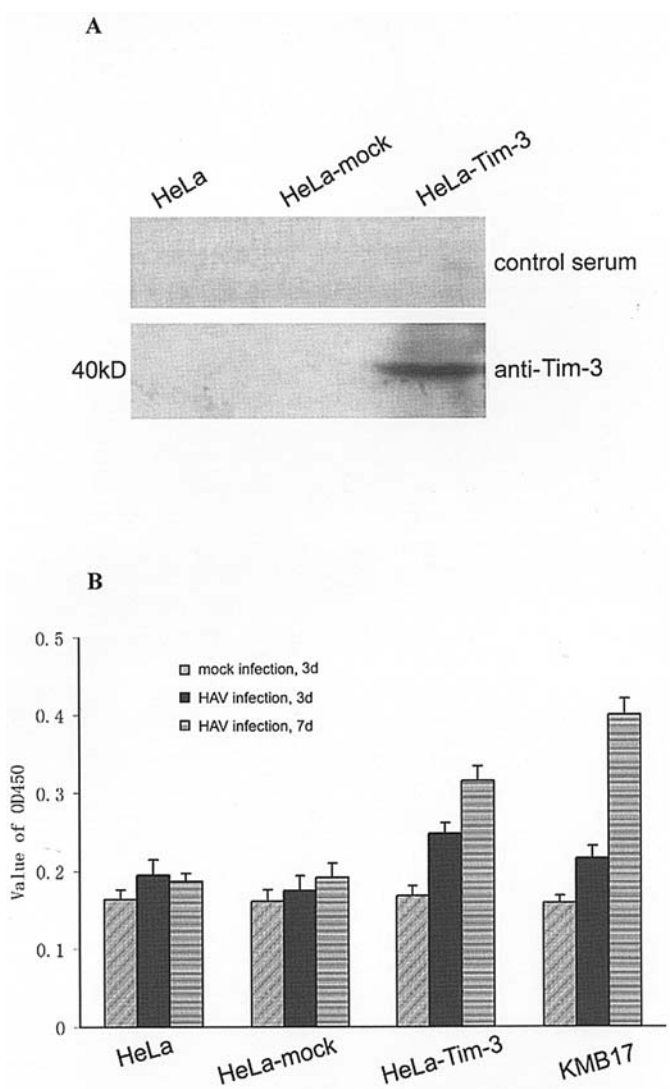 A
HeLa
HeLa-mock
HeLa-Tim-3
control serum
40kD
anti-Tim-3
B
0.5
0.4
0.3
0.2
0.1
0
Value of OD450
mock infection, 3d
HAV infection, 3d
HAV infection, 7d
HeLa
HeLa-mock
HeLa-Tim-3
KMB17